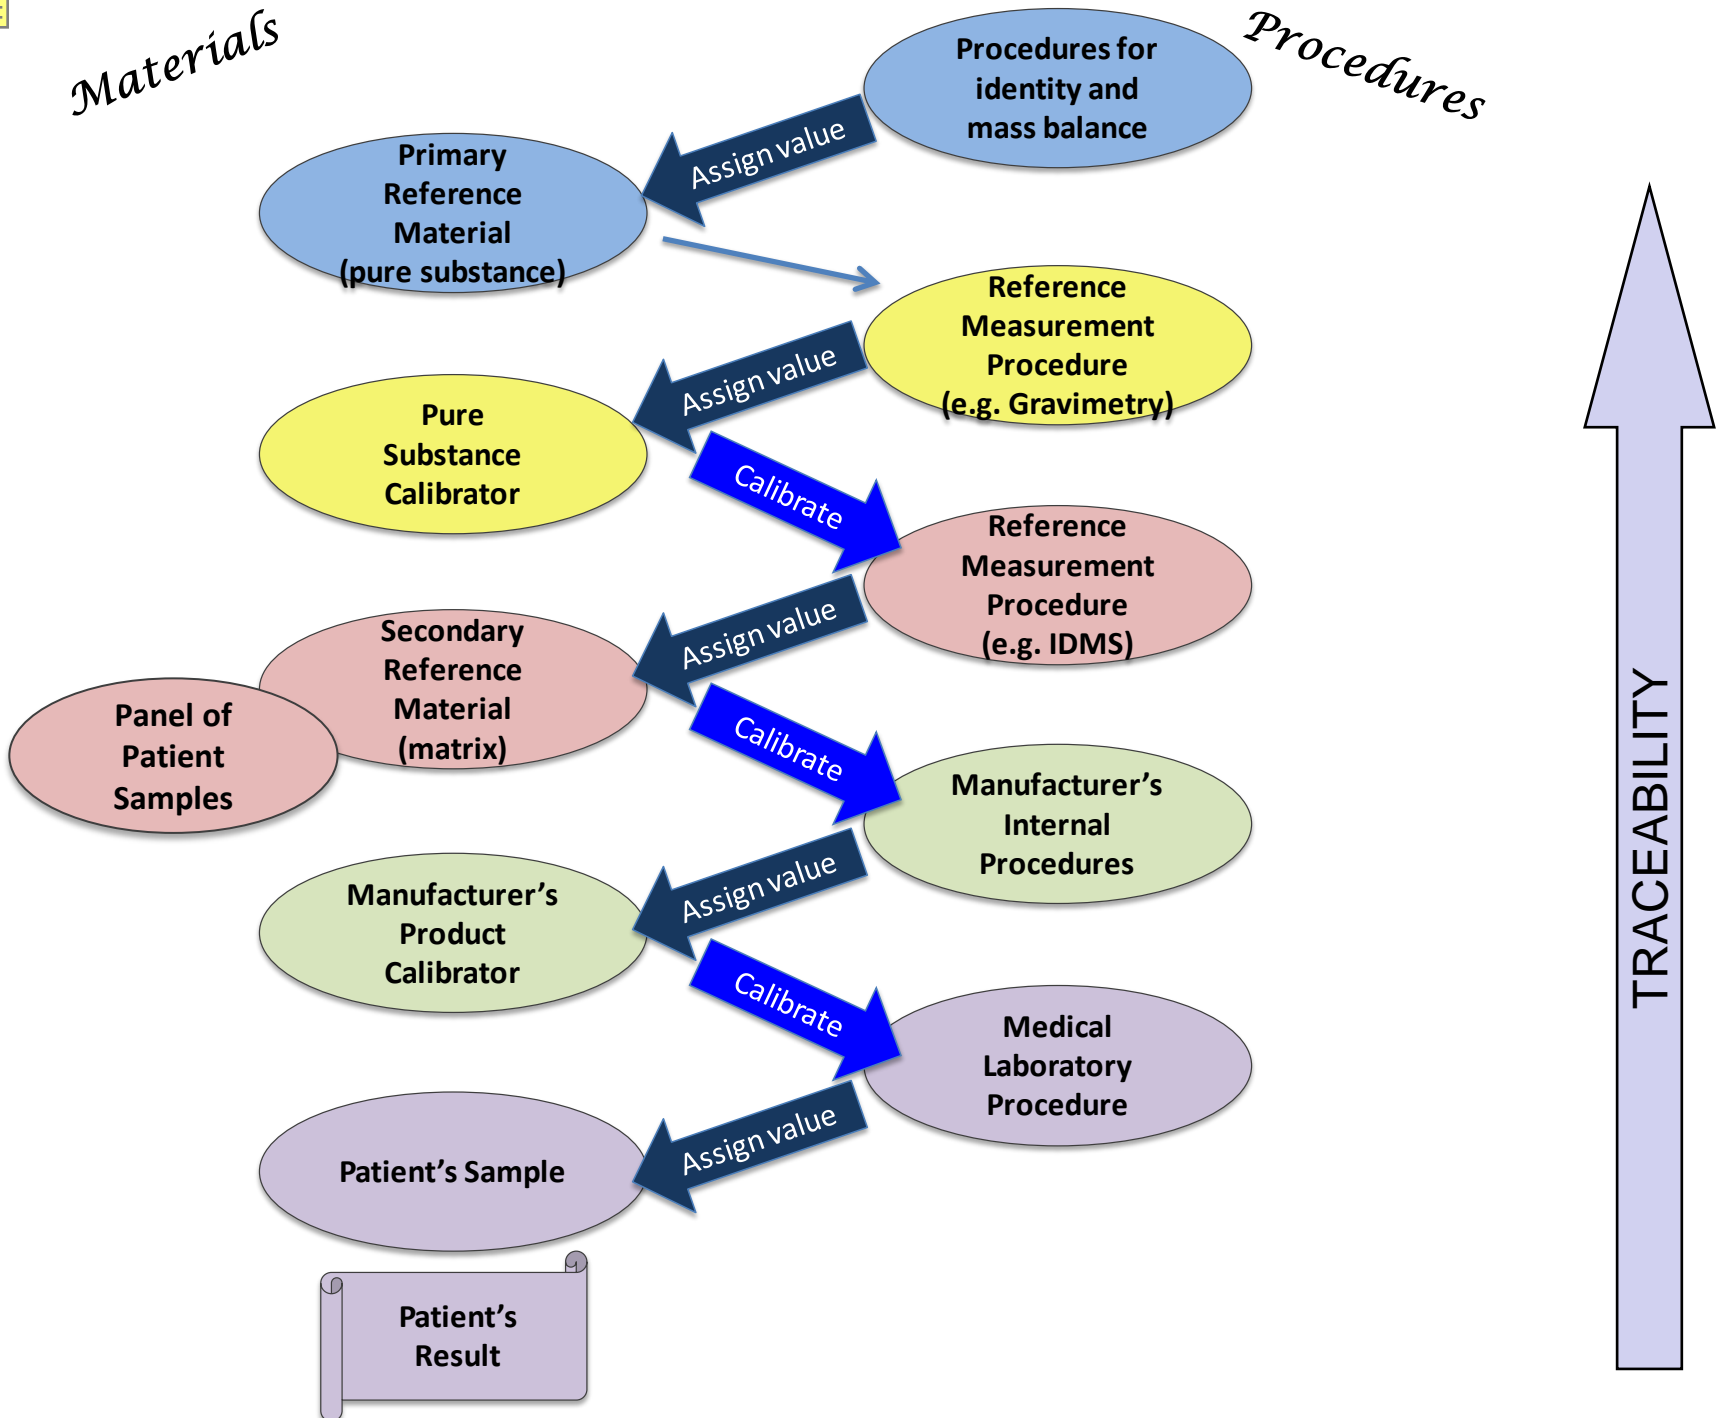 Materials
Procedures
Procedures for
identity and
mass balance
Assign value
Primary
Reference
Material
(pure substance)
Reference
Measurement
Procedure
(e.g. Gravimetry)
Assign value
Pure
Substance
Calibrator
Calibrate
Reference
Measurement
Procedure
(e.g. IDMS)
Assign value
Secondary
Reference
Material
(matrix)
Panel of
Patient
Samples
Calibrate
Manufacturer’s
Internal
Procedures
Assign value
Manufacturer’s
Product
Calibrator
Calibrate
Medical
Laboratory
Procedure
Assign value
Patient’s Sample
Patient’s
Result
TRACEABILITY